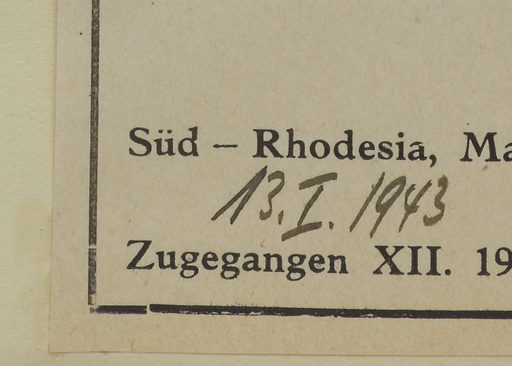 Süd – Rhodesia, Ma
13. I. 1943
Zugegangen XII. 19